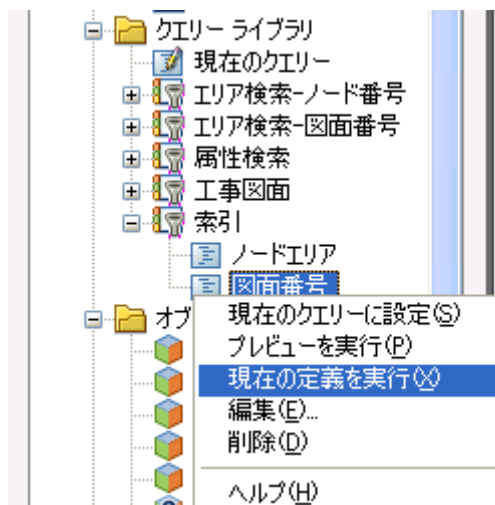 クエリー ライブラリ
現在のクエリー
エリア検索-ノード番号
エリア検索-図面番号
属性検索
工事図面
索引
ノードエリア
図面番号
オブ
現在のクエリーに設定(S)
プレビューを実行(P)
現在の定義を実行(X)
編集(E)...
削除(D)
ヘルプ(H)